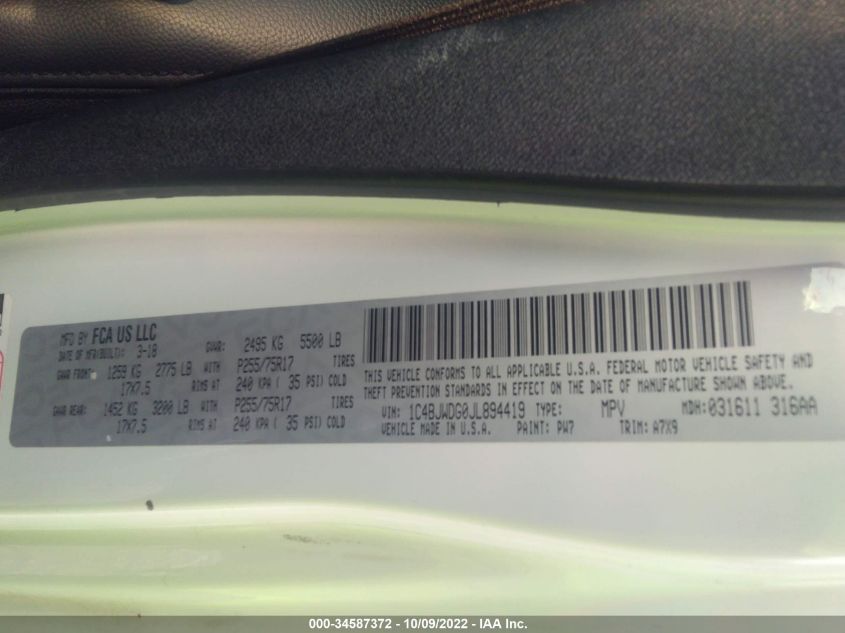 MFD BY FCA US LLC
DATE OF MFR(BUILT): 3-18 GVWR: 2495 KG 5500 LB
GAWR FRONT: 1259 KG 2775 LB WITH P255/75R17 TIRES
17X7.5 RIMS AT 240 KPA ( 35 PSI) COLD
GAWR REAR: 1452 KG 3200 LB WITH P255/75R17 TIRES
17X7.5 RIMS AT 240 KPA ( 35 PSI) COLD
THIS VEHICLE CONFORMS TO ALL APPLICABLE U.S.A. FEDERAL MOTOR VEHICLE SAFETY AND
THEFT PREVENTION STANDARDS IN EFFECT ON THE DATE OF MANUFACTURE SHOWN ABOVE.
VIN: 1C4BJWDG0JL894419 TYPE: MPV MDH: 031611 316AA
VEHICLE MADE IN U.S.A. PAINT: PW7 TRIM: A7X9
000-34587372 - 10/09/2022 - IAA Inc.